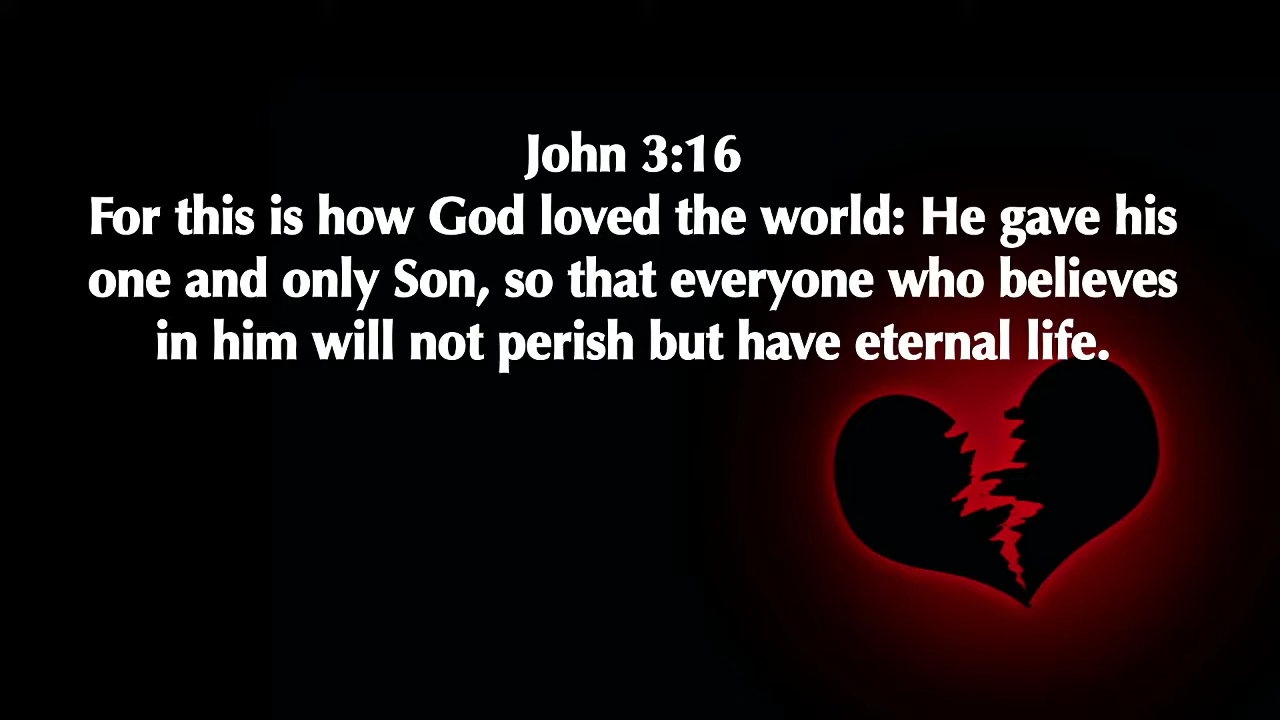 John 3:16
For this is how God loved the world: He gave his
one and only Son, so that everyone who believes
in him will not perish but have eternal life.